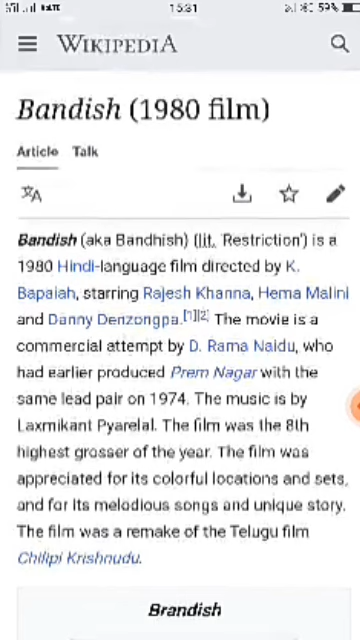 15:31
59%
WIKIPEDIA
Bandish (1980 film)
Article Talk
Bandish (aka Bandhish) (lit. 'Restriction') is a
1980 Hindi-language film directed by K.
Bapaiah, starring Rajesh Khanna, Hema Malini
and Danny Denzongpa.[1][2] The movie is a
commercial attempt by D. Rama Naidu, who
had earlier produced Prem Nagar with the
same lead pair on 1974. The music is by
Laxmikant Pyarelal. The film was the 8th
highest grosser of the year. The film was
appreciated for its colorful locations and sets,
and for its melodious songs and unique story.
The film was a remake of the Telugu film
Chilipi Krishnudu.
Brandish